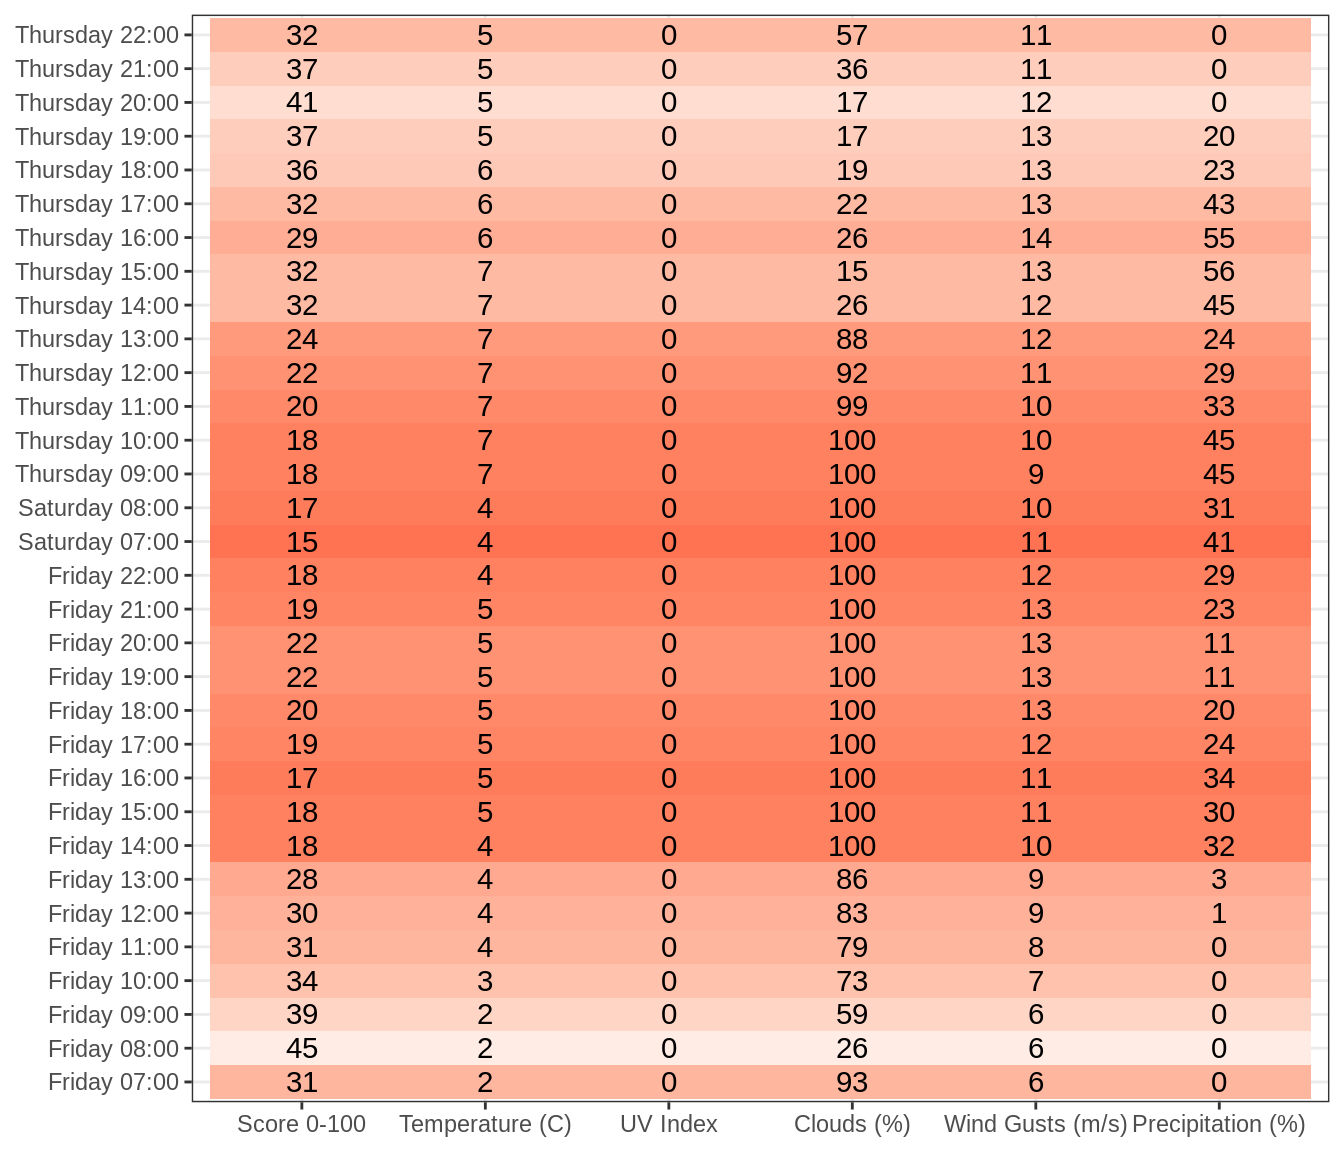 Thursday 22:00 32 5 0 57 11 0
Thursday 21:00 37 5 0 36 11 0
Thursday 20:00 41 5 0 17 12 0
Thursday 19:00 37 5 0 17 13 20
Thursday 18:00 36 6 0 19 13 23
Thursday 17:00 32 6 0 22 13 43
Thursday 16:00 29 6 0 26 14 55
Thursday 15:00 32 7 0 15 13 56
Thursday 14:00 32 7 0 26 12 45
Thursday 13:00 24 7 0 88 12 24
Thursday 12:00 22 7 0 92 11 29
Thursday 11:00 20 7 0 99 10 33
Thursday 10:00 18 7 0 100 10 45
Thursday 09:00 18 7 0 100 9 45
Saturday 08:00 17 4 0 100 10 31
Saturday 07:00 15 4 0 100 11 41
Friday 22:00 18 4 0 100 12 29
Friday 21:00 19 5 0 100 13 23
Friday 20:00 22 5 0 100 13 11
Friday 19:00 22 5 0 100 13 11
Friday 18:00 20 5 0 100 13 20
Friday 17:00 19 5 0 100 12 24
Friday 16:00 17 5 0 100 11 34
Friday 15:00 18 5 0 100 11 30
Friday 14:00 18 4 0 100 10 32
Friday 13:00 28 4 0 86 9 3
Friday 12:00 30 4 0 83 9 1
Friday 11:00 31 4 0 79 8 0
Friday 10:00 34 3 0 73 7 0
Friday 09:00 39 2 0 59 6 0
Friday 08:00 45 2 0 26 6 0
Friday 07:00 31 2 0 93 6 0
Score 0-100 Temperature (C) UV Index Clouds (%) Wind Gusts (m/s) Precipitation (%)